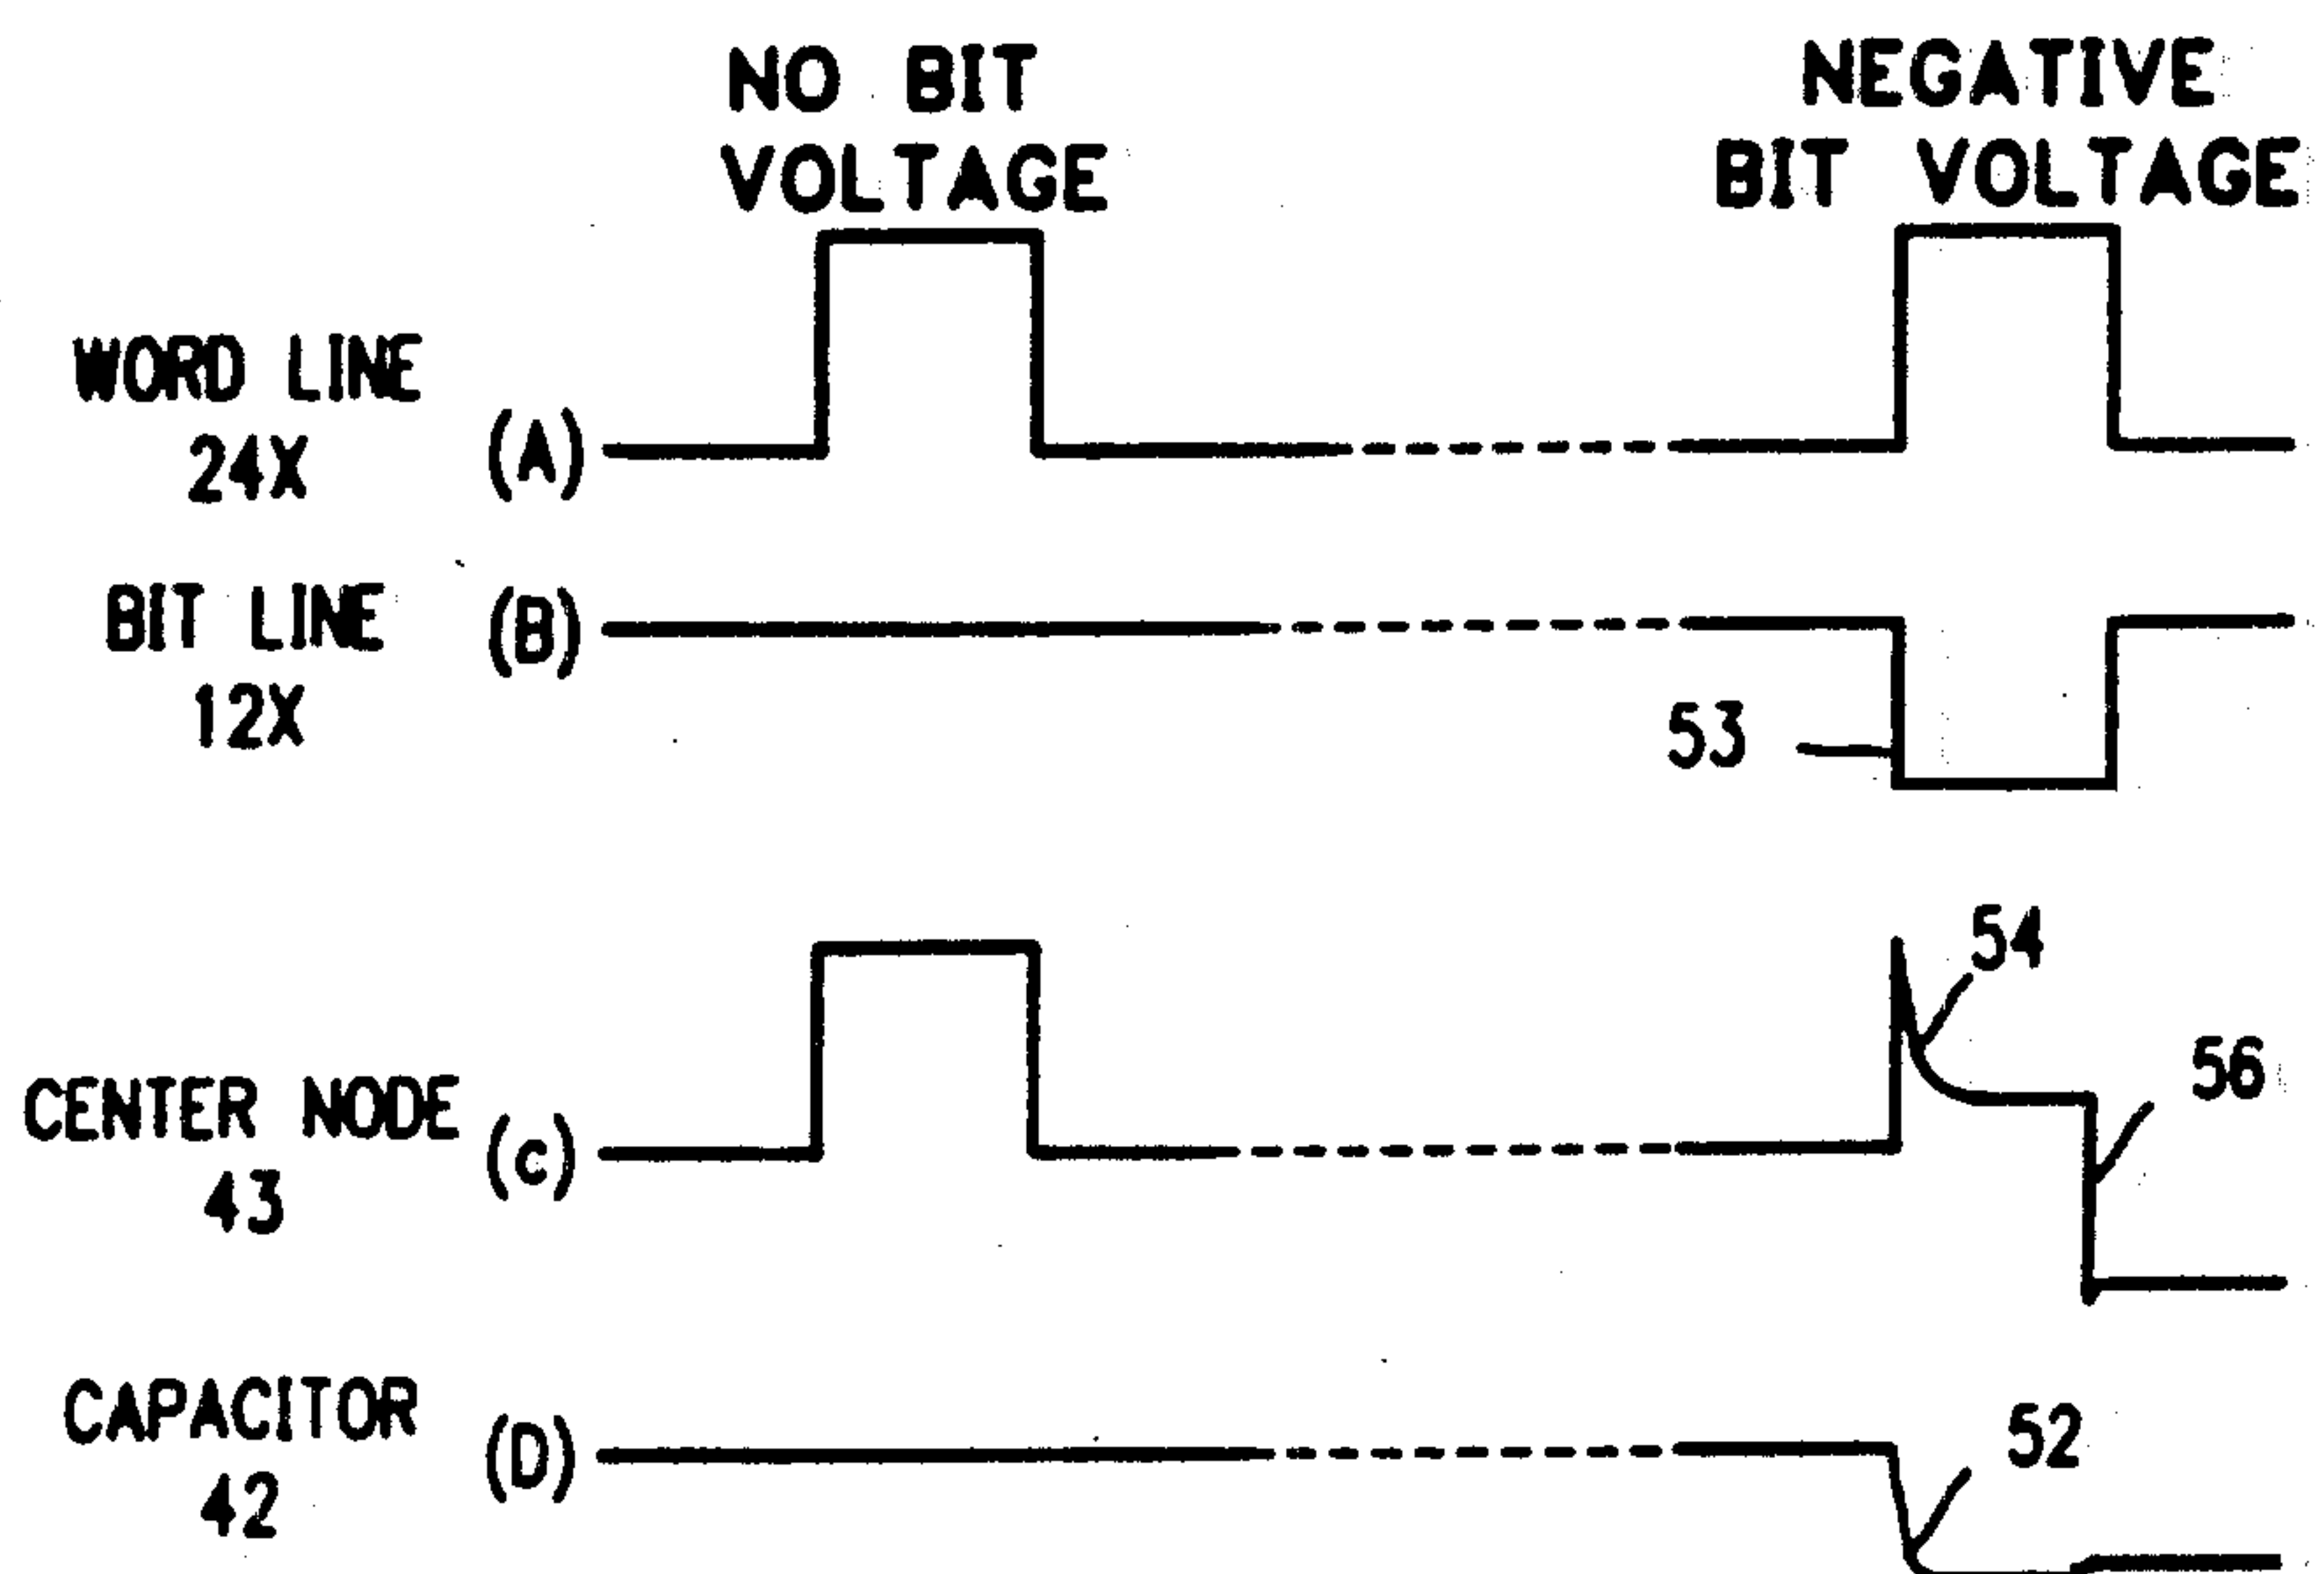 NO BIT
VOLTAGE
NEGATIVE
BIT VOLTAGE
WORD LINE
24X
(A)
BIT LINE
12X
(B)
53
CENTER NODE
43
(C)
54
56
CAPACITOR
42
(D)
52